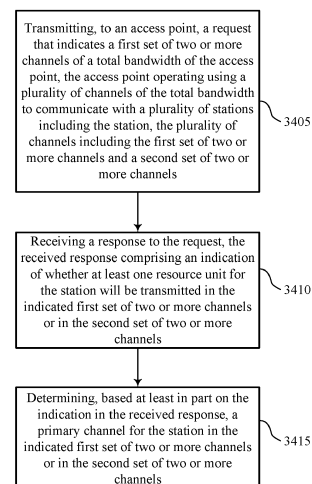 Transmitting, to an access point, a request
that indicates a first set of two or more
channels of a total bandwidth of the access
point, the access point operating using a
plurality of channels of the total bandwidth
to communicate with a plurality of stations
including the station, the plurality of
channels including the first set of two or
more channels and a second set of two or
more channels
3405
Receiving a response to the request, the
received response comprising an indication
of whether at least one resource unit for
the station will be transmitted in the
indicated first set of two or more channels
or in the second set of two or more
channels
3410
Determining, based at least in part on the
indication in the received response, a
primary channel for the station in the
indicated first set of two or more channels
or in the second set of two or more
channels
3415